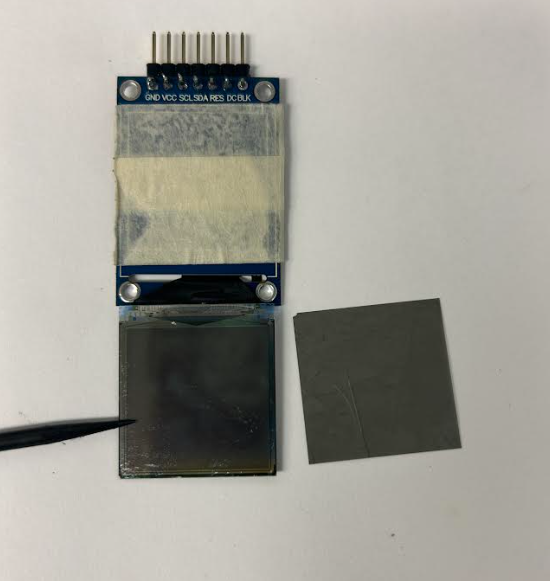 GND VCC SCL SDA RES DC BLK